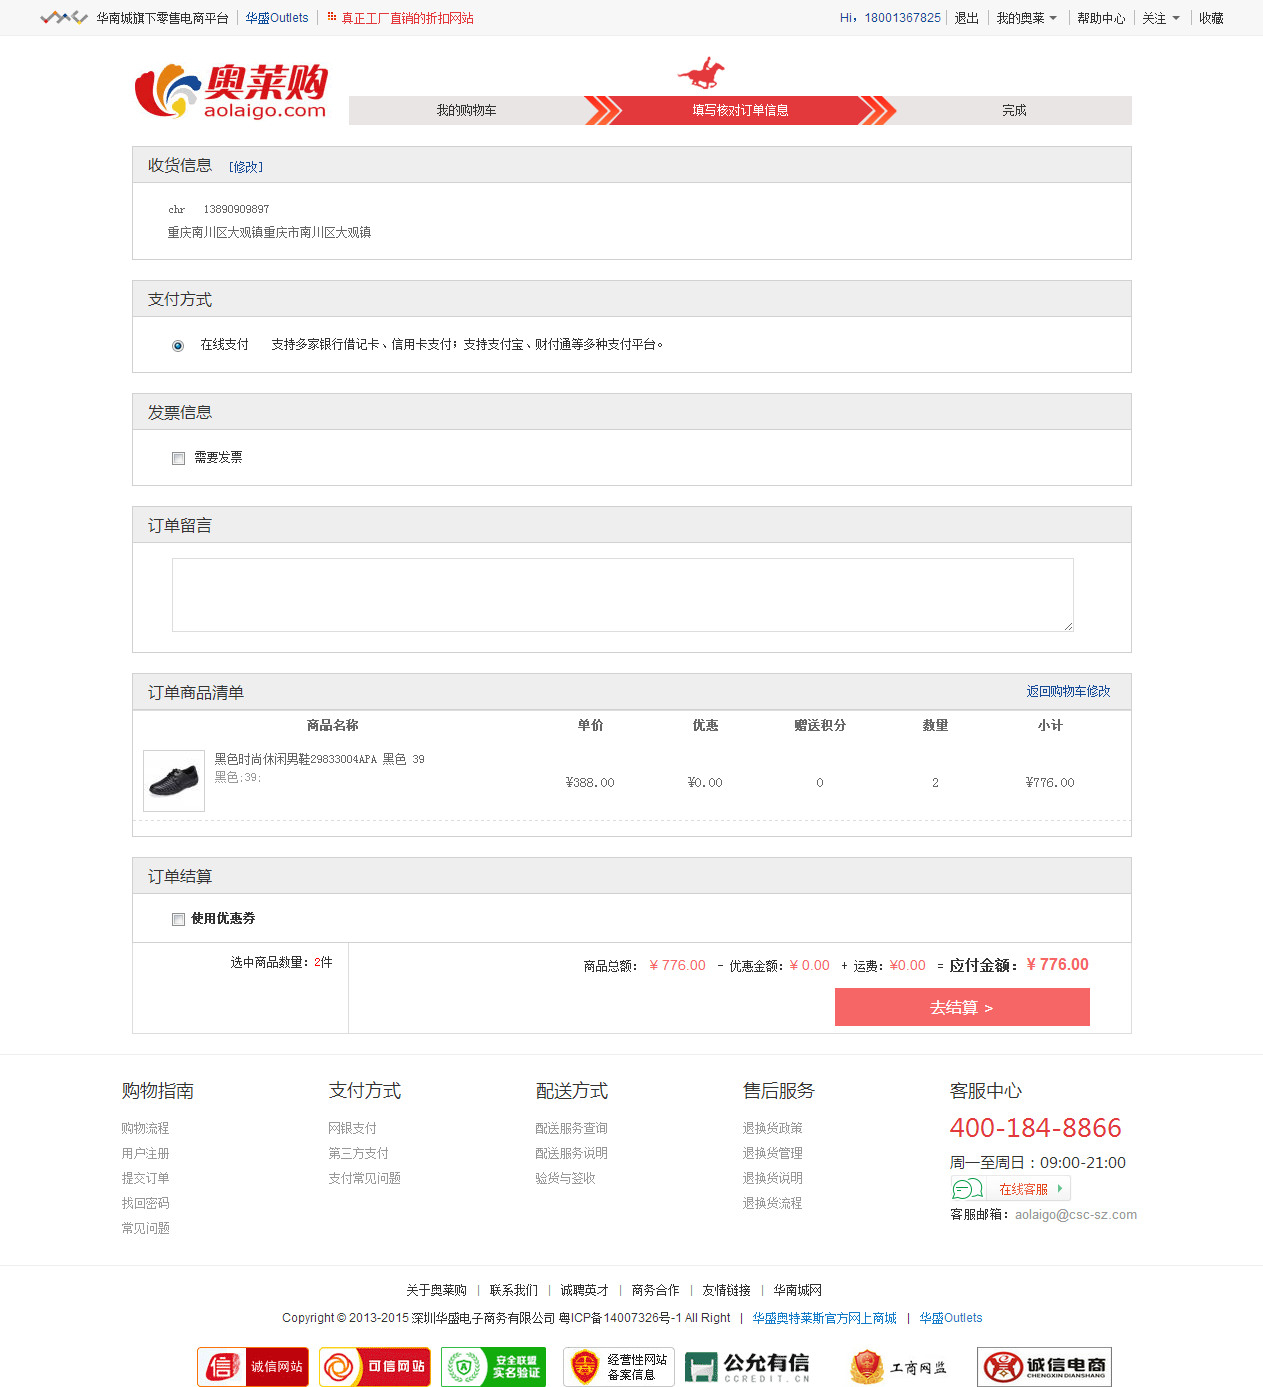 华南城旗下零售电商平台 华盛Outlets 真正工厂直销的折扣网站 Hi，18001367825 退出 我的奥莱 帮助中心 关注 收藏
奥莱购
aolaigo.com
我的购物车 填写核对订单信息 完成
收货信息 [修改]
chr 13890909897
重庆南川区大观镇重庆市南川区大观镇
支付方式
在线支付 支持多家银行借记卡、信用卡支付；支持支付宝、财付通等多种支付平台。
发票信息
需要发票
订单留言
订单商品清单 返回购物车修改
商品名称 单价 优惠 赠送积分 数量 小计
黑色时尚休闲男鞋29833004APA 黑色 39
黑色;39;
¥388.00 ¥0.00 0 2 ¥776.00
订单结算
使用优惠券
选中商品数量：2件 商品总额： ¥ 776.00 - 优惠金额：¥ 0.00 + 运费：¥0.00 = 应付金额：¥ 776.00
去结算 >
购物指南 支付方式 配送方式 售后服务 客服中心
购物流程 网银支付 配送服务查询 退换货政策 400-184-8866
用户注册 第三方支付 配送服务说明 退换货管理 周一至周日：09:00-21:00
提交订单 支付常见问题 验货与签收 退换货说明 在线客服
找回密码 退换货流程 客服邮箱：aolaigo@csc-sz.com
常见问题
关于奥莱购 | 联系我们 | 诚聘英才 | 商务合作 | 友情链接 | 华南城网
Copyright © 2013-2015 深圳华盛电子商务有限公司 粤ICP备14007326号-1 All Right | 华盛奥特莱斯官方网上商城 | 华盛Outlets
信 诚信网站 可信网站 安全联盟 实名验证 经营性网站 备案信息 公允有信 CCREDIT.CN 工商网监 诚信电商 CHENGXINDIANSHANG